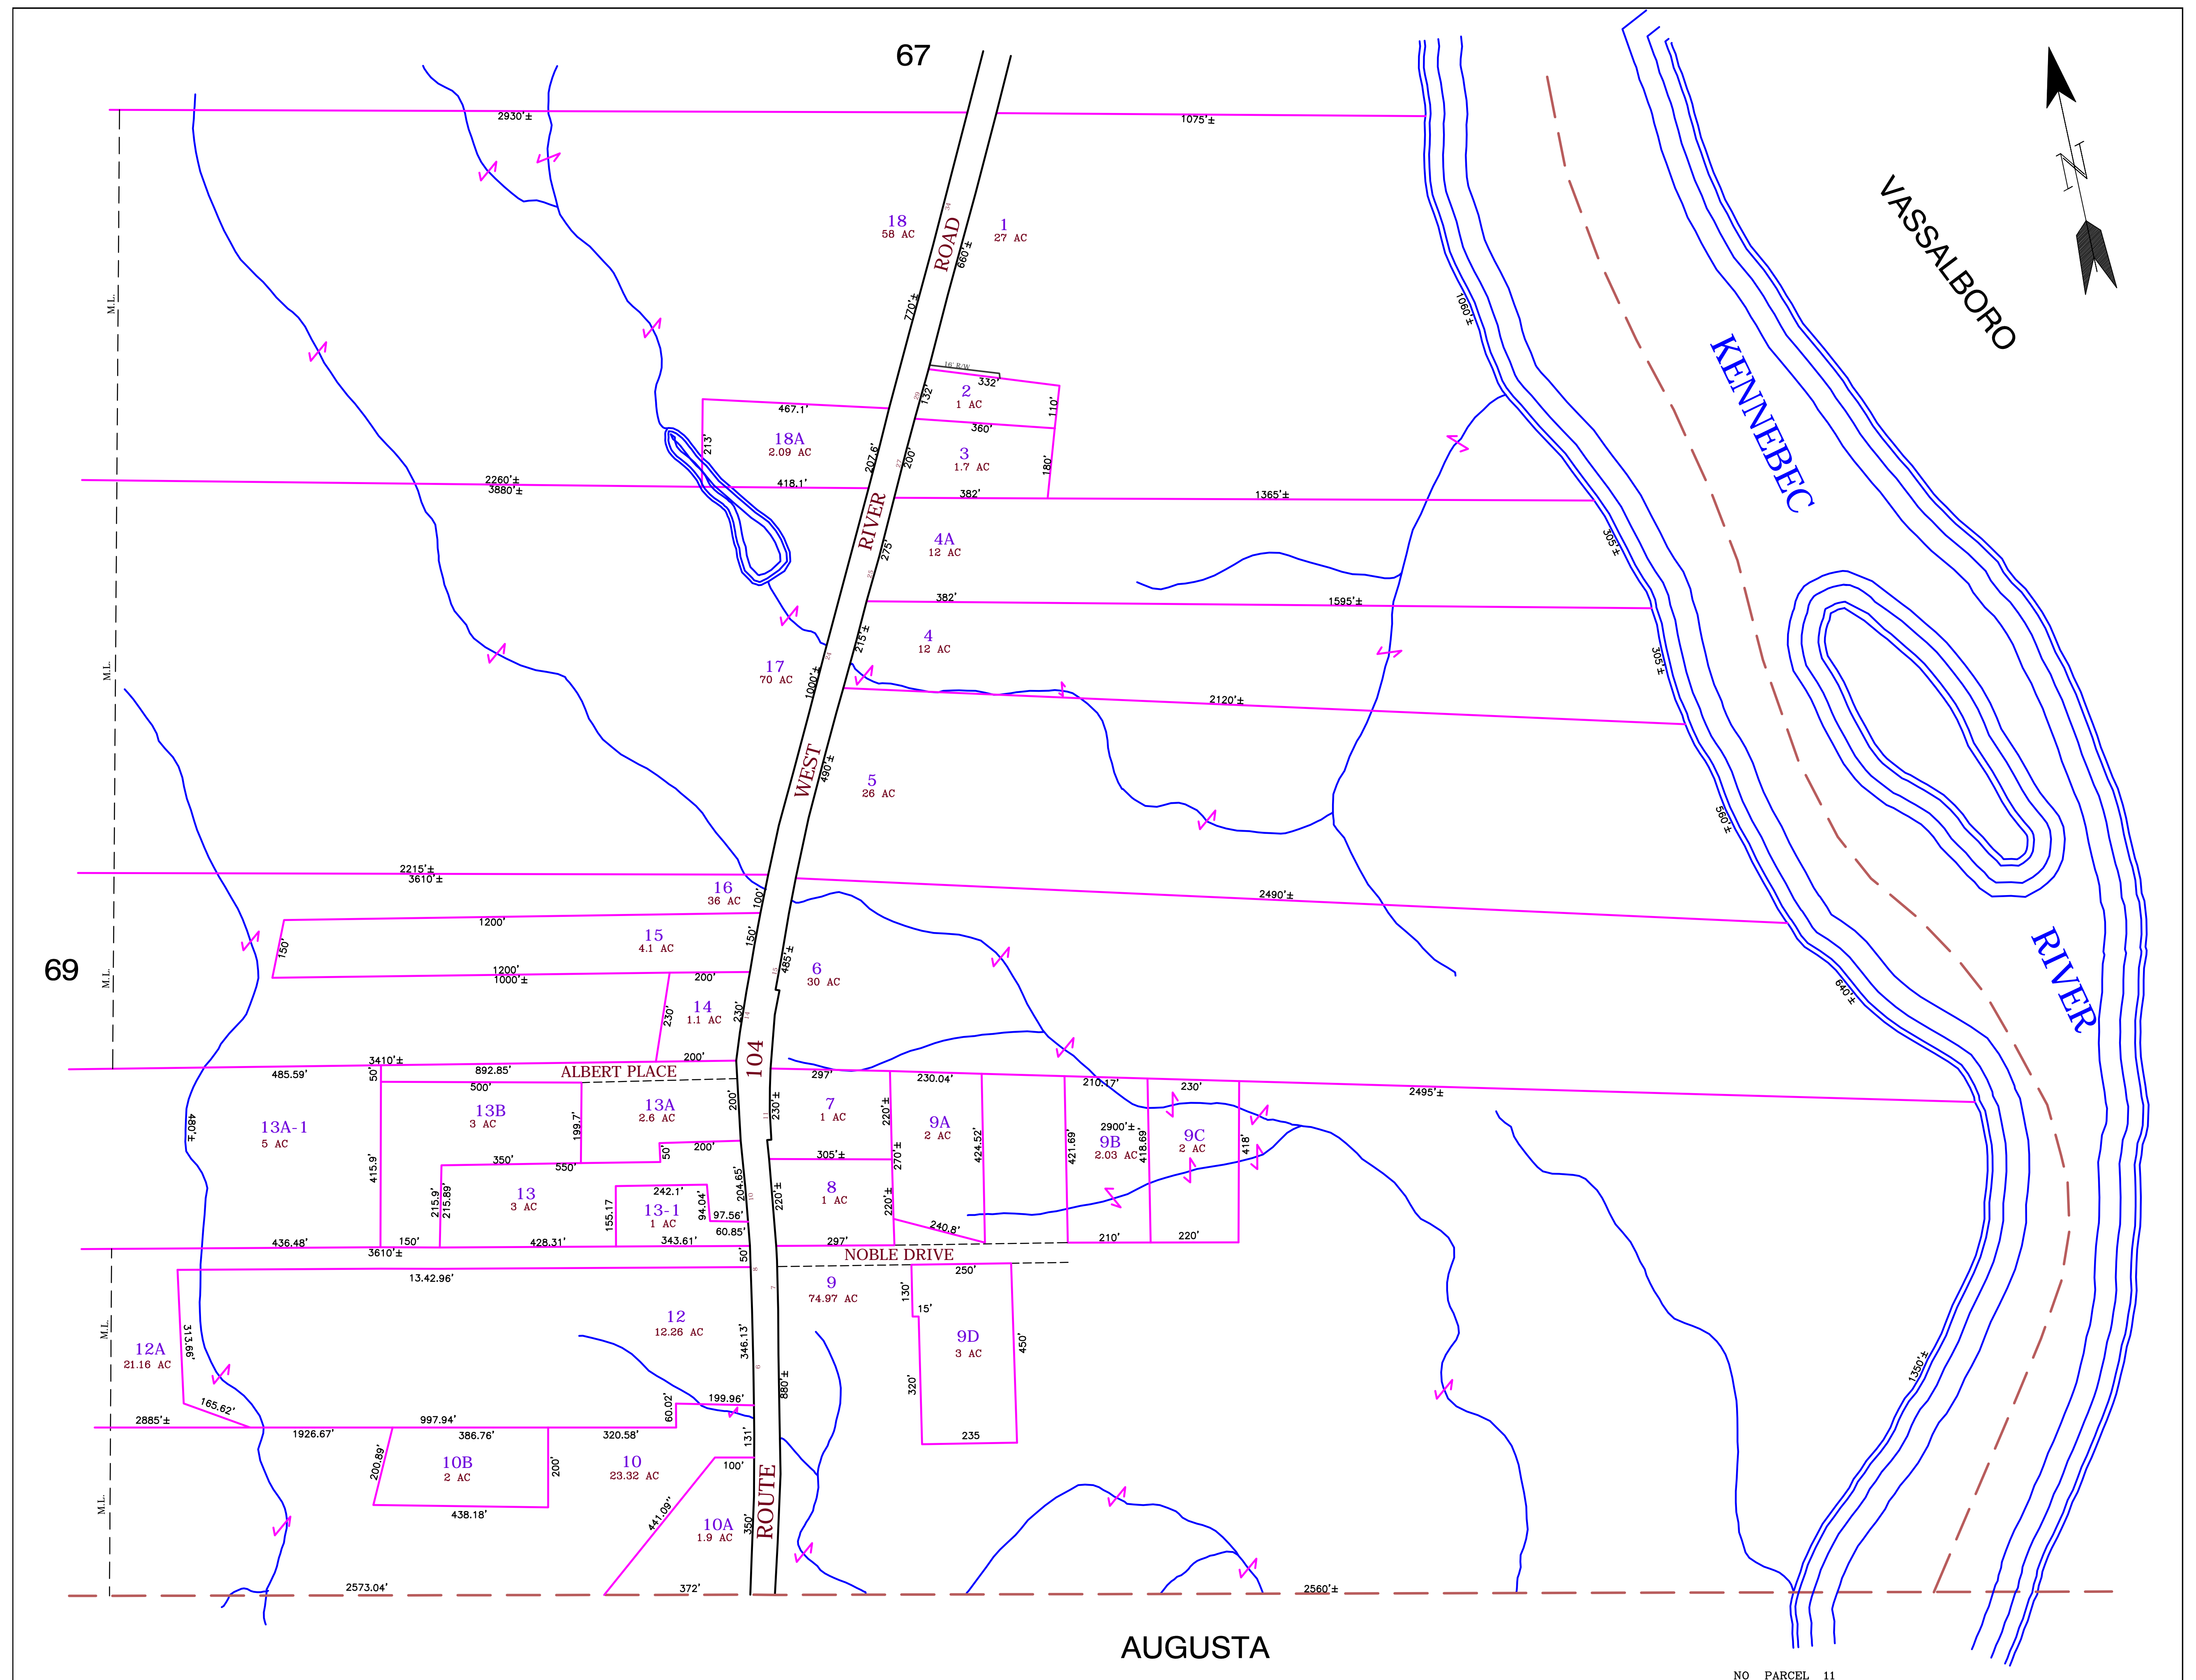 67
2930'±
1075'±
M.L.
18
58 AC
34
ROAD
660'±
1
27 AC
VASSALBORO
N
770'±
1060'±
KENNEBEC
16' R/W
332'
2
1 AC
132'
110'
467.1'
360'
18A
2.09 AC
213'
207.6'
200'
3
1.7 AC
180'
2260'±
3880'±
418.1'
382'
1365'±
RIVER
275'
4A
12 AC
305'±
25
382'
1595'±
215'±
4
12 AC
305'±
M.L.
17
70 AC
1000'±
24
2120'±
WEST
490'±
5
26 AC
560'±
2215'±
3610'±
16
36 AC
100'
2490'±
1200'
150'
15
4.1 AC
150'
485'±
RIVER
69
M.L.
1200'
1000'±
200'
15
6
30 AC
640'±
230'
14
1.1 AC
230'
14
104
3410'±
200'
485.59'
50'
892.85'
ALBERT PLACE
297'
230.04'
210.17'
230'
2495'±
500'
480'±
13A-1
5 AC
13B
3 AC
199.7'
13A
2.6 AC
200'
11
230'±
7
1 AC
220'±
9A
2 AC
424.52'
421.69'
2900'±
9B
2.03 AC
418.69'
9C
2 AC
418'
415.9'
350'
550'
50'
200'
305'±
270'±
215.9'
215.89'
13
3 AC
155.17
242.1'
13-1
1 AC
94.04'
97.56'
60.85'
204.65'
10
220'±
8
1 AC
220'±
240.8'
436.48'
3610'±
150'
428.31'
343.61'
50'
297'
NOBLE DRIVE
210'
220'
13.42.96'
8
7
9
74.97 AC
250'
130'
15'
M.L.
12A
21.16 AC
313.66'
12
12.26 AC
346.13'
6
880'±
9D
3 AC
450'
320'
1350'±
165.62'
60.02'
199.96'
2885'±
997.94'
1926.67'
386.76'
320.58'
131'
235
M.L.
200.89'
10B
2 AC
200'
10
23.32 AC
100'
ROUTE
438.18'
441.09''
10A
1.9 AC
350'
2573.04'
372'
2560'±
AUGUSTA
NO PARCEL 11